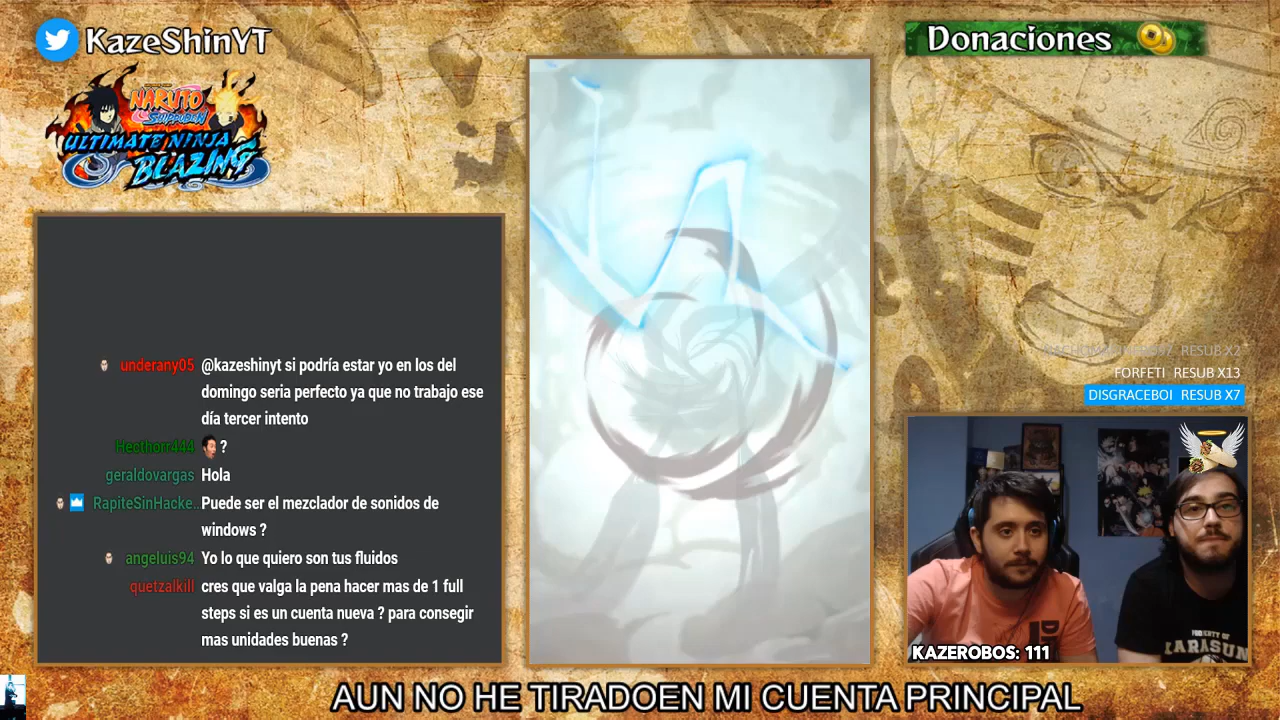 KazeShinYT
Donaciones
NARUTO
SHIPPUDEN
ULTIMATE NINJA
BLAZING
underany05 @kazeshinyt si podría estar yo en los del
domingo seria perfecto ya que no trabajo ese
día tercer intento
Hecthorr444 ?
geraldovargas Hola
RapiteSinHacke... Puede ser el mezclador de sonidos de
windows ?
angeluis94 Yo lo que quiero son tus fluidos
quetzalkill cres que valga la pena hacer mas de 1 full
steps si es un cuenta nueva ? para consegir
mas unidades buenas ?
RESUB X2
FORFETI RESUB X13
DISGRACEBOI RESUB X7
KARASUN
KAZEROBOS: 111
AUN NO HE TIRADOEN MI CUENTA PRINCIPAL